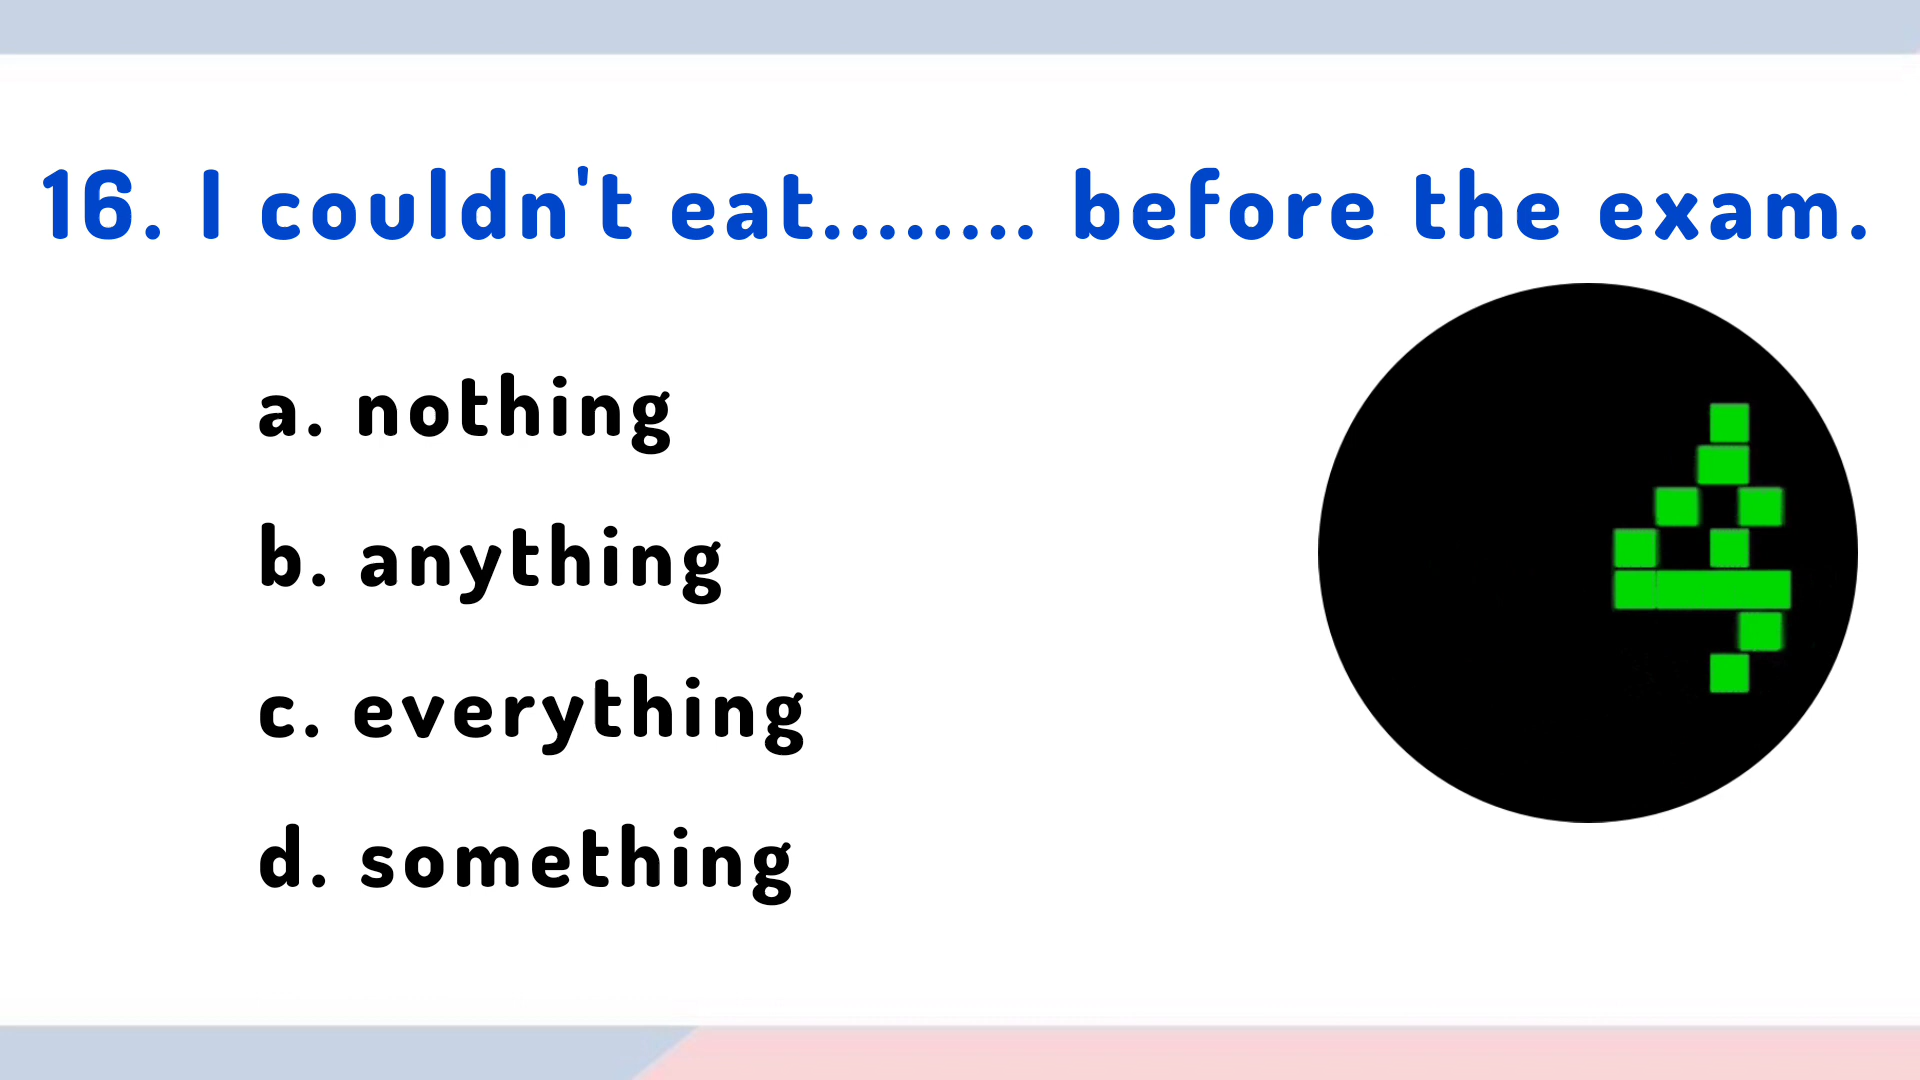 16. I couldn't eat........ before the exam.
a. nothing
b. anything
c. everything
d. something
4